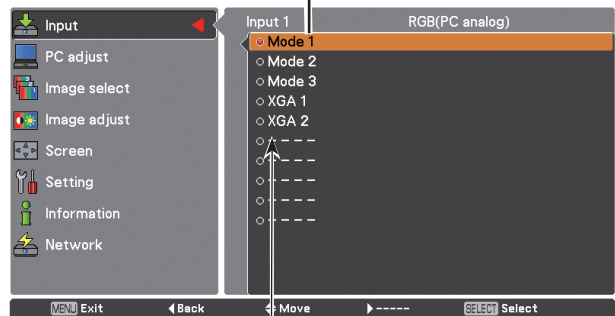 Input
PC adjust
Image select
Image adjust
Screen
Setting
Information
Network
Input 1 RGB(PC analog)
Mode 1
Mode 2
Mode 3
XGA 1
XGA 2
- - - -
- - - -
- - - -
- - - -
- - - -
MENU Exit Back Move ----- SELECT Select